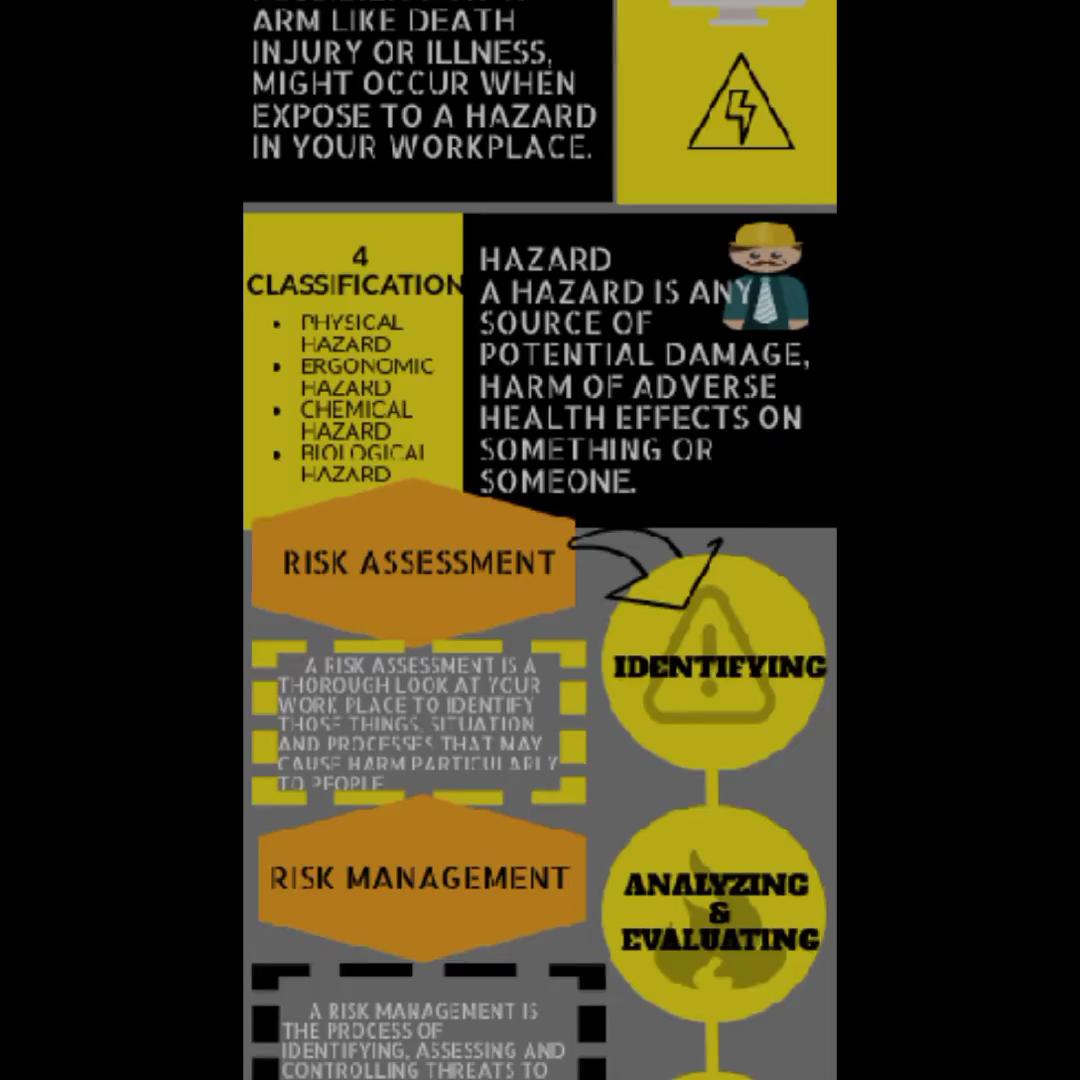 ARM LIKE DEATH
INJURY OR ILLNESS,
MIGHT OCCUR WHEN
EXPOSE TO A HAZARD
IN YOUR WORKPLACE.
4
CLASSIFICATION
• PHYSICAL
HAZARD
• ERGONOMIC
HAZARD
• CHEMICAL
HAZARD
• BIOLOGICAL
HAZARD
HAZARD
A HAZARD IS ANY
SOURCE OF
POTENTIAL DAMAGE,
HARM OF ADVERSE
HEALTH EFFECTS ON
SOMETHING OR
SOMEONE.
RISK ASSESSMENT
A RISK ASSESSMENT IS A
THOROUGH LOOK AT YOUR
WORK PLACE TO IDENTIFY
THOSE THINGS, SITUATION
AND PROCESSES THAT MAY
CAUSE HARM PARTICULARLY
TO PEOPLE
IDENTIFYING
RISK MANAGEMENT
ANALYZING
&
EVALUATING
A RISK MANAGEMENT IS
THE PROCESS OF
IDENTIFYING, ASSESSING AND
CONTROLLING THREATS TO